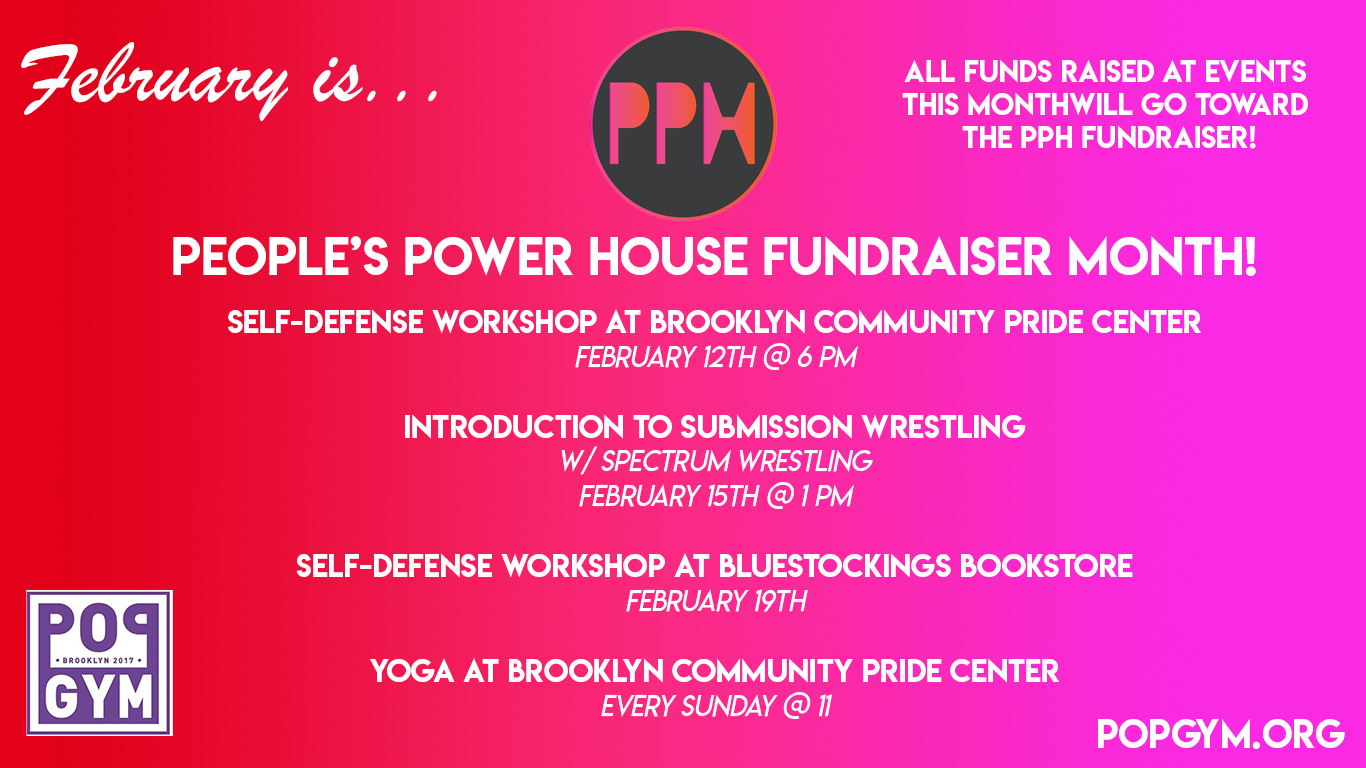 February is...
PPH
ALL FUNDS RAISED AT EVENTS
THIS MONTHWILL GO TOWARD
THE PPH FUNDRAISER!
PEOPLE'S POWER HOUSE FUNDRAISER MONTH!
SELF-DEFENSE WORKSHOP AT BROOKLYN COMMUNITY PRIDE CENTER
FEBRUARY 12TH @ 6 PM
INTRODUCTION TO SUBMISSION WRESTLING
W/ SPECTRUM WRESTLING
FEBRUARY 15TH @ 1 PM
SELF-DEFENSE WORKSHOP AT BLUESTOCKINGS BOOKSTORE
FEBRUARY 19TH
YOGA AT BROOKLYN COMMUNITY PRIDE CENTER
EVERY SUNDAY @ 11
POP
* BROOKLYN 2017 *
GYM
POPGYM.ORG